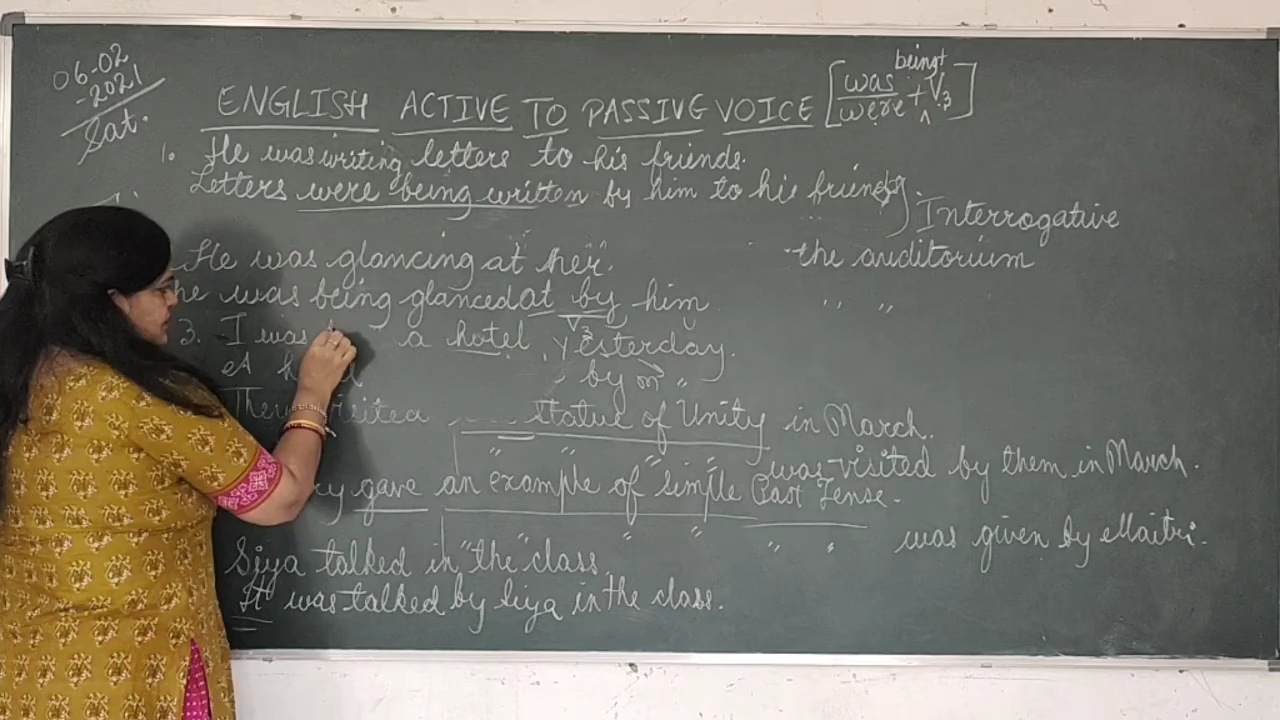 06-02
-2021
Sat.
being+
ENGLISH ACTIVE TO PASSIVE VOICE [was were + V3]
1. He was writing letters to his friends.
Letters were being written by him to his friends. } Interrogative
He was glancing at her. the auditorium
he was being glanced at by him " "
V3
3. I was a hotel yesterday.
A by m "
They visited statue of Unity in March.
" " " " was visited by them in March.
gave an example of simple Past Tense.
" " " " was given by Maitri.
Siya talked in "the" class.
It was talked by Siya in the class.